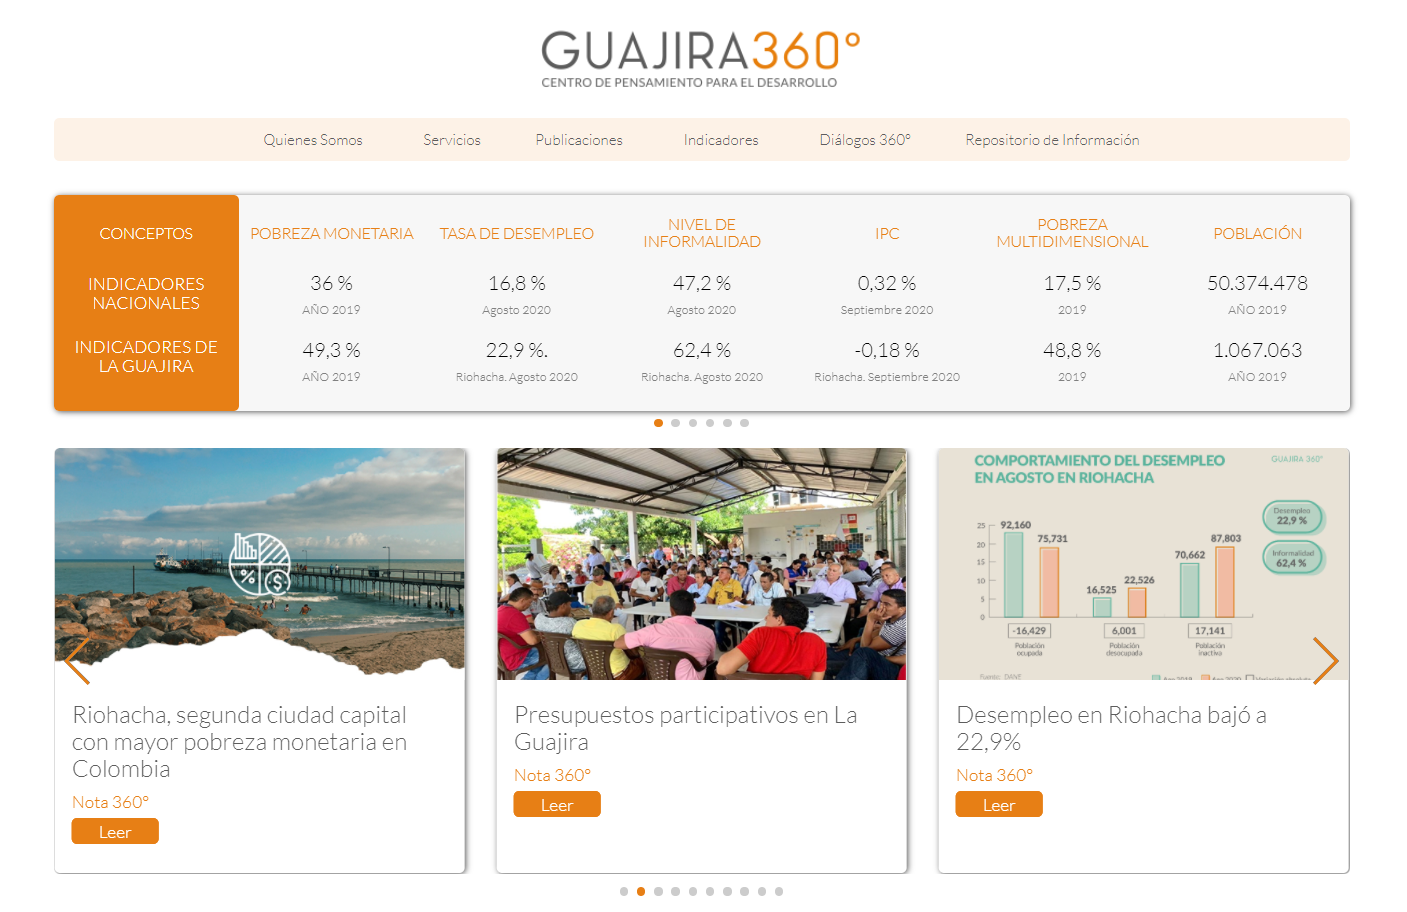 GUAJIRA360°
CENTRO DE PENSAMIENTO PARA EL DESARROLLO
Quienes Somos
Servicios
Publicaciones
Indicadores
Diálogos 360°
Repositorio de Información
CONCEPTOS
POBREZA MONETARIA
TASA DE DESEMPLEO
NIVEL DE
INFORMALIDAD
IPC
POBREZA
MULTIDIMENSIONAL
POBLACIÓN
INDICADORES
NACIONALES
36 %
AÑO 2019
16,8 %
Agosto 2020
47,2 %
Agosto 2020
0,32 %
Septiembre 2020
17,5 %
2019
50.374.478
AÑO 2019
INDICADORES DE
LA GUAJIRA
49,3 %
AÑO 2019
22,9 %.
Riohacha. Agosto 2020
62,4 %
Riohacha. Agosto 2020
-0,18 %
Riohacha. Septiembre 2020
48,8 %
2019
1.067.063
AÑO 2019
%
$
Riohacha, segunda ciudad capital
con mayor pobreza monetaria en
Colombia
Nota 360°
Leer
Presupuestos participativos en La
Guajira
Nota 360°
Leer
COMPORTAMIENTO DEL DESEMPLEO
EN AGOSTO EN RIOHACHA
GUAJIRA 360°
Desempleo
22,9 %
Informalidad
62,4 %
25
20
15
10
5
0
92,160
75,731
16,525
22,526
70,662
87,803
-16,429
6,001
17,141
Población
ocupada
Población
desocupada
Población
inactiva
Fuente: DANE
Ago 2019
Ago 2020
Variación absoluta
Desempleo en Riohacha bajó a
22,9%
Nota 360°
Leer